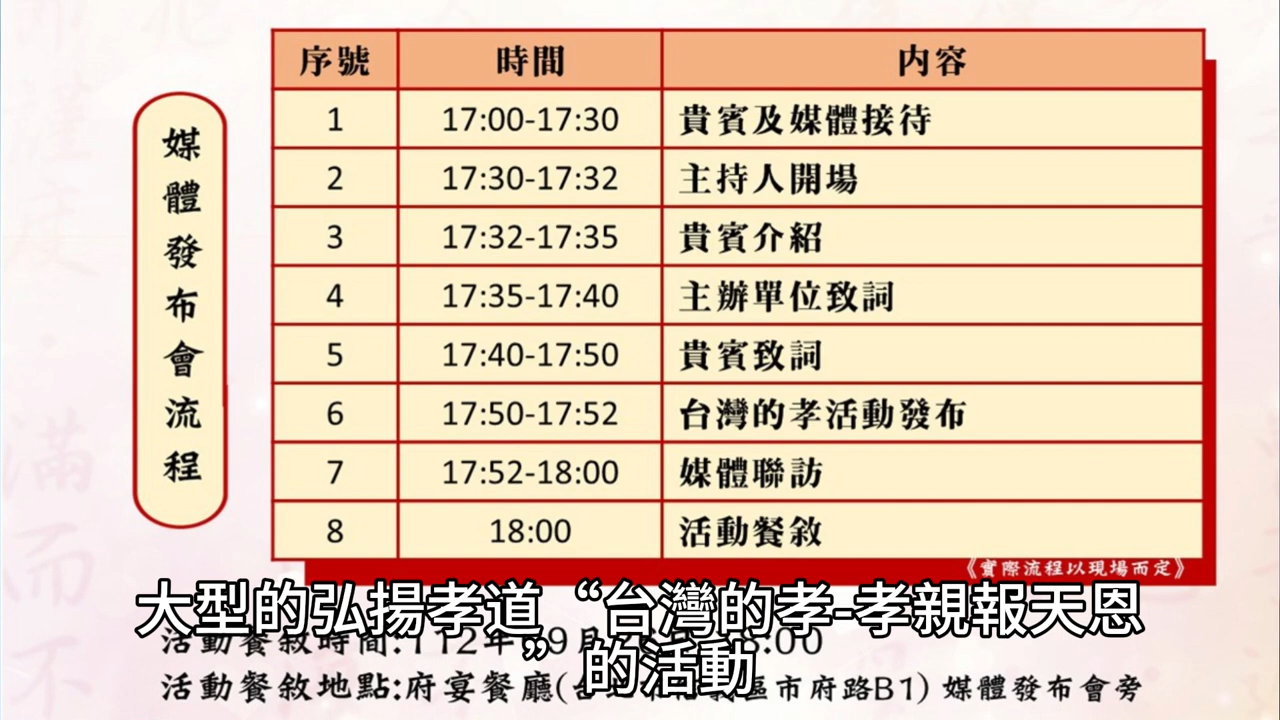 媒體發布會流程
序號 時間 內容
1 17:00-17:30 貴賓及媒體接待
2 17:30-17:32 主持人開場
3 17:32-17:35 貴賓介紹
4 17:35-17:40 主辦單位致詞
5 17:40-17:50 貴賓致詞
6 17:50-17:52 台灣的孝活動發布
7 17:52-18:00 媒體聯訪
8 18:00 活動餐敘
《實際流程以現場而定》
大型的弘揚孝道“台灣的孝-孝親報天恩
”的活動
活動餐敘時間:112年 9月 8:00
活動餐敘地點:府宴餐廳( 區市府路B1) 媒體發布會旁